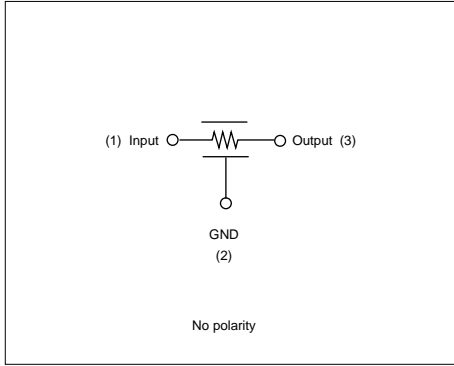 (1) Input Output (3)
GND
(2)
No polarity